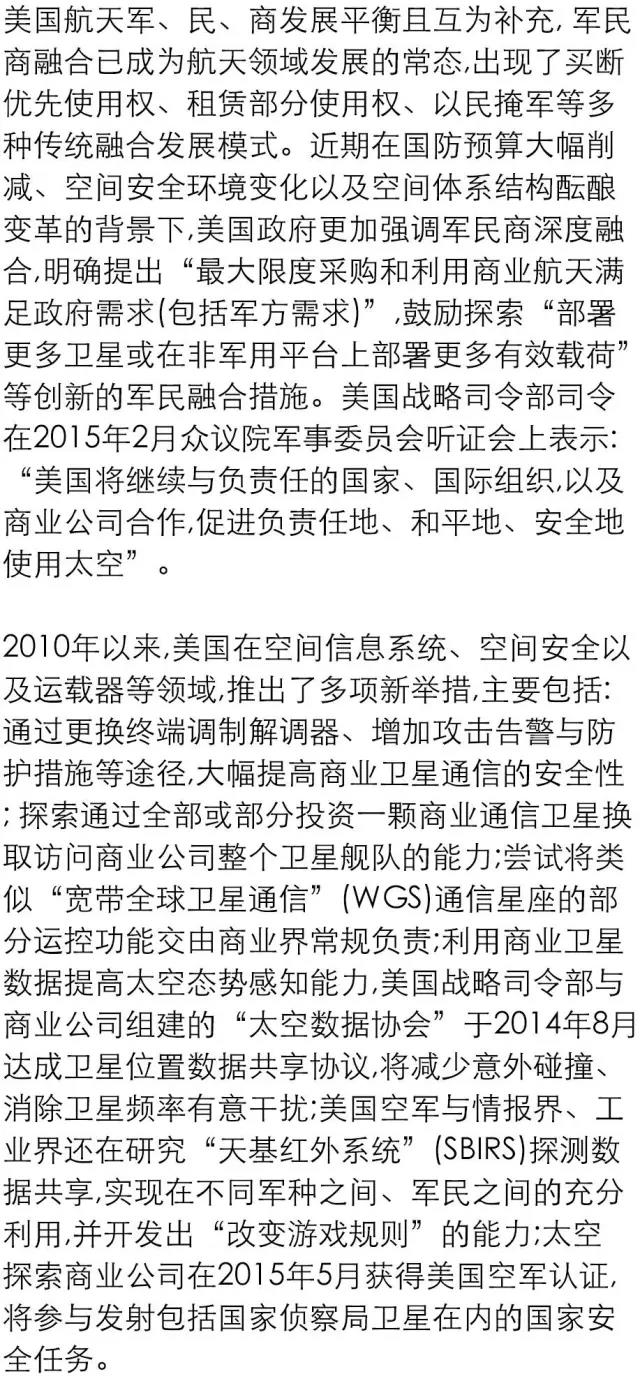 美国航天军、民、商发展平衡且互为补充, 军民
商融合已成为航天领域发展的常态,出现了买断
优先使用权、租赁部分使用权、以民掩军等多
种传统融合发展模式。近期在国防预算大幅削
减、空间安全环境变化以及空间体系结构酝酿
变革的背景下,美国政府更加强调军民商深度融
合,明确提出“最大限度采购和利用商业航天满
足政府需求(包括军方需求)”,鼓励探索“部署
更多卫星或在非军用平台上部署更多有效载荷”
等创新的军民融合措施。美国战略司令部司令
在2015年2月众议院军事委员会听证会上表示:
“美国将继续与负责任的国家、国际组织,以及
商业公司合作,促进负责任地、和平地、安全地
使用太空”。
2010年以来,美国在空间信息系统、空间安全以
及运载器等领域,推出了多项新举措,主要包括:
通过更换终端调制解调器、增加攻击告警与防
护措施等途径,大幅提高商业卫星通信的安全性
; 探索通过全部或部分投资一颗商业通信卫星换
取访问商业公司整个卫星舰队的能力;尝试将类
似“宽带全球卫星通信”(WGS)通信星座的部
分运控功能交由商业界常规负责;利用商业卫星
数据提高太空态势感知能力,美国战略司令部与
商业公司组建的“太空数据协会”于2014年8月
达成卫星位置数据共享协议,将减少意外碰撞、
消除卫星频率有意干扰;美国空军与情报界、工
业界还在研究“天基红外系统”(SBIRS)探测数
据共享,实现在不同军种之间、军民之间的充分
利用,并开发出“改变游戏规则”的能力;太空
探索商业公司在2015年5月获得美国空军认证,
将参与发射包括国家侦察局卫星在内的国家安
全任务。